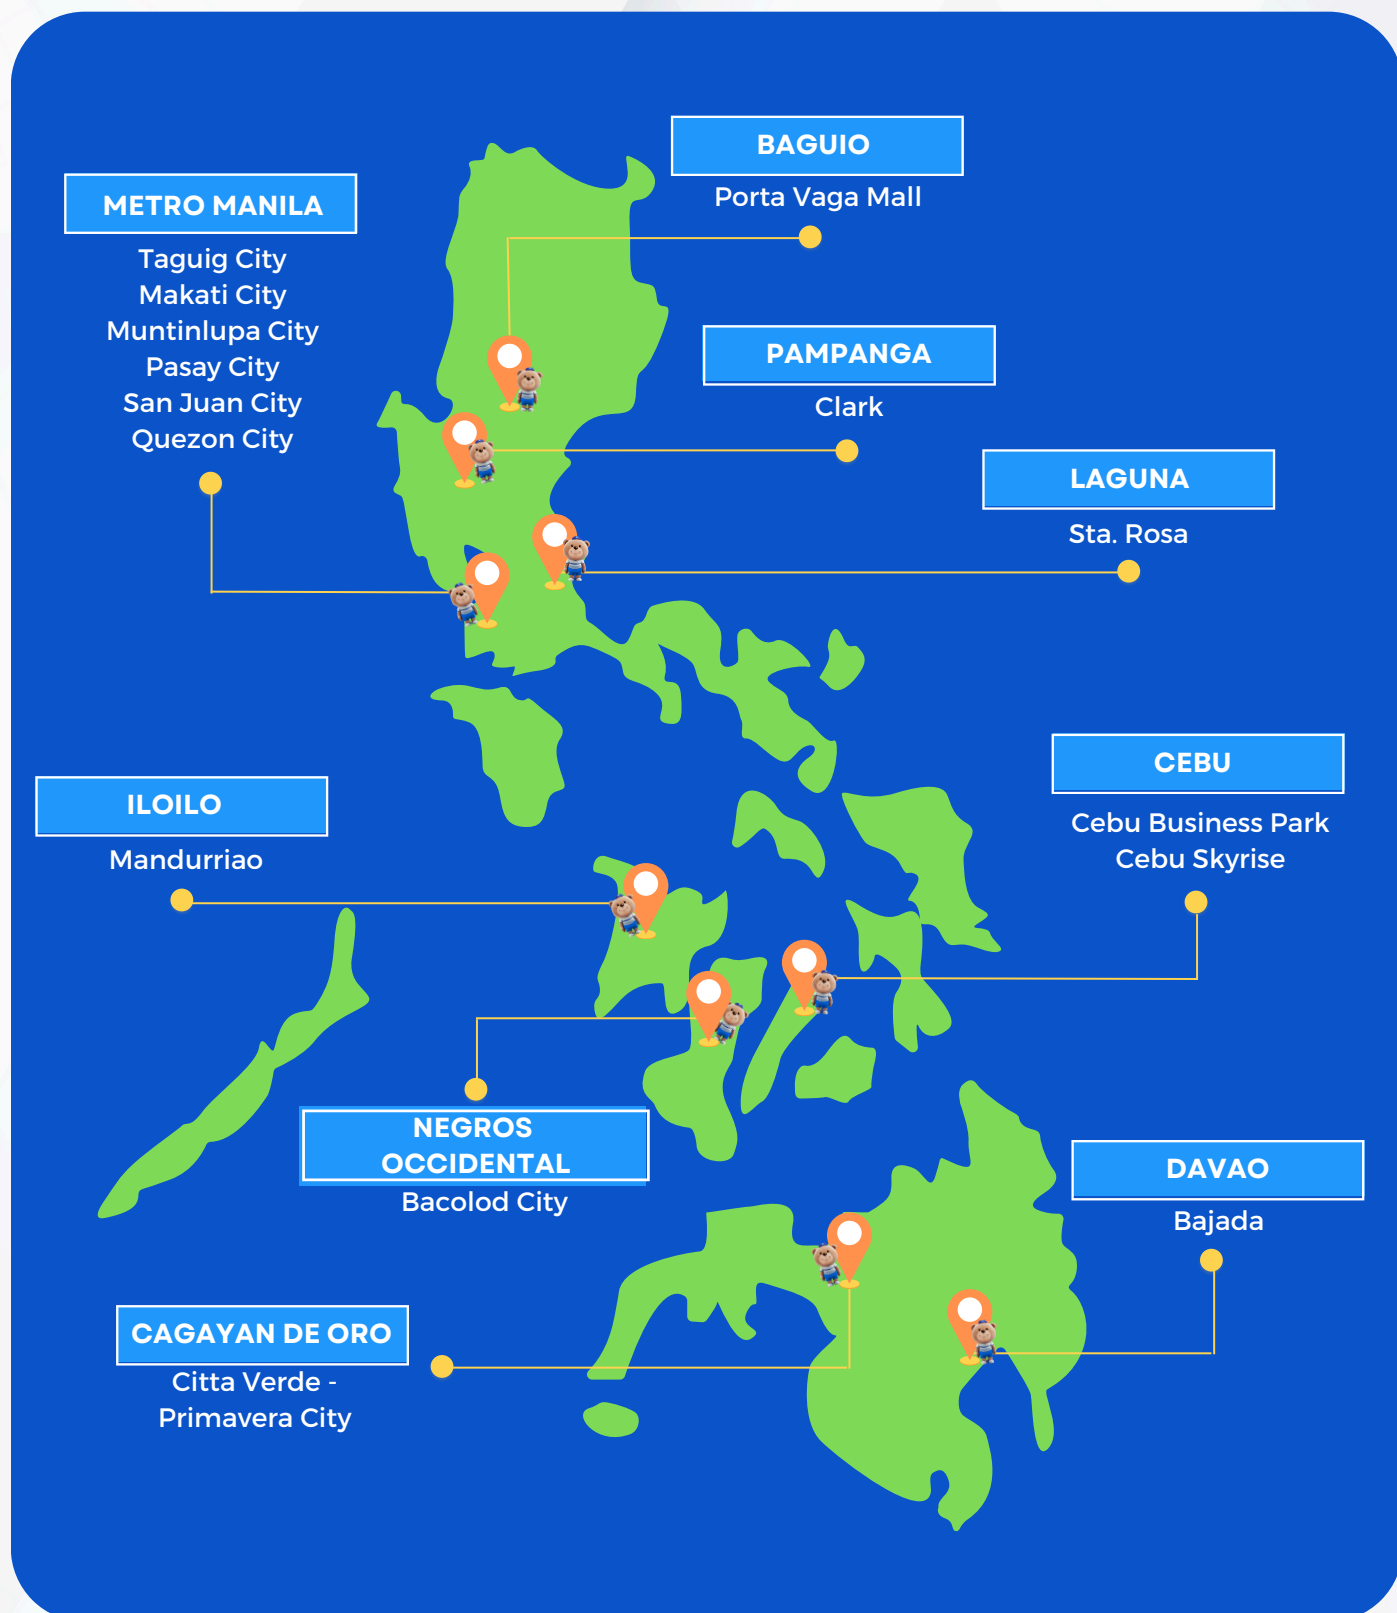 BAGUIO
Porta Vaga Mall
METRO MANILA
Taguig City
Makati City
Muntinlupa City
Pasay City
San Juan City
Quezon City
PAMPANGA
Clark
LAGUNA
Sta. Rosa
CEBU
Cebu Business Park
Cebu Skyrise
ILOILO
Mandurriao
NEGROS
OCCIDENTAL
Bacolod City
DAVAO
Bajada
CAGAYAN DE ORO
Citta Verde -
Primavera City